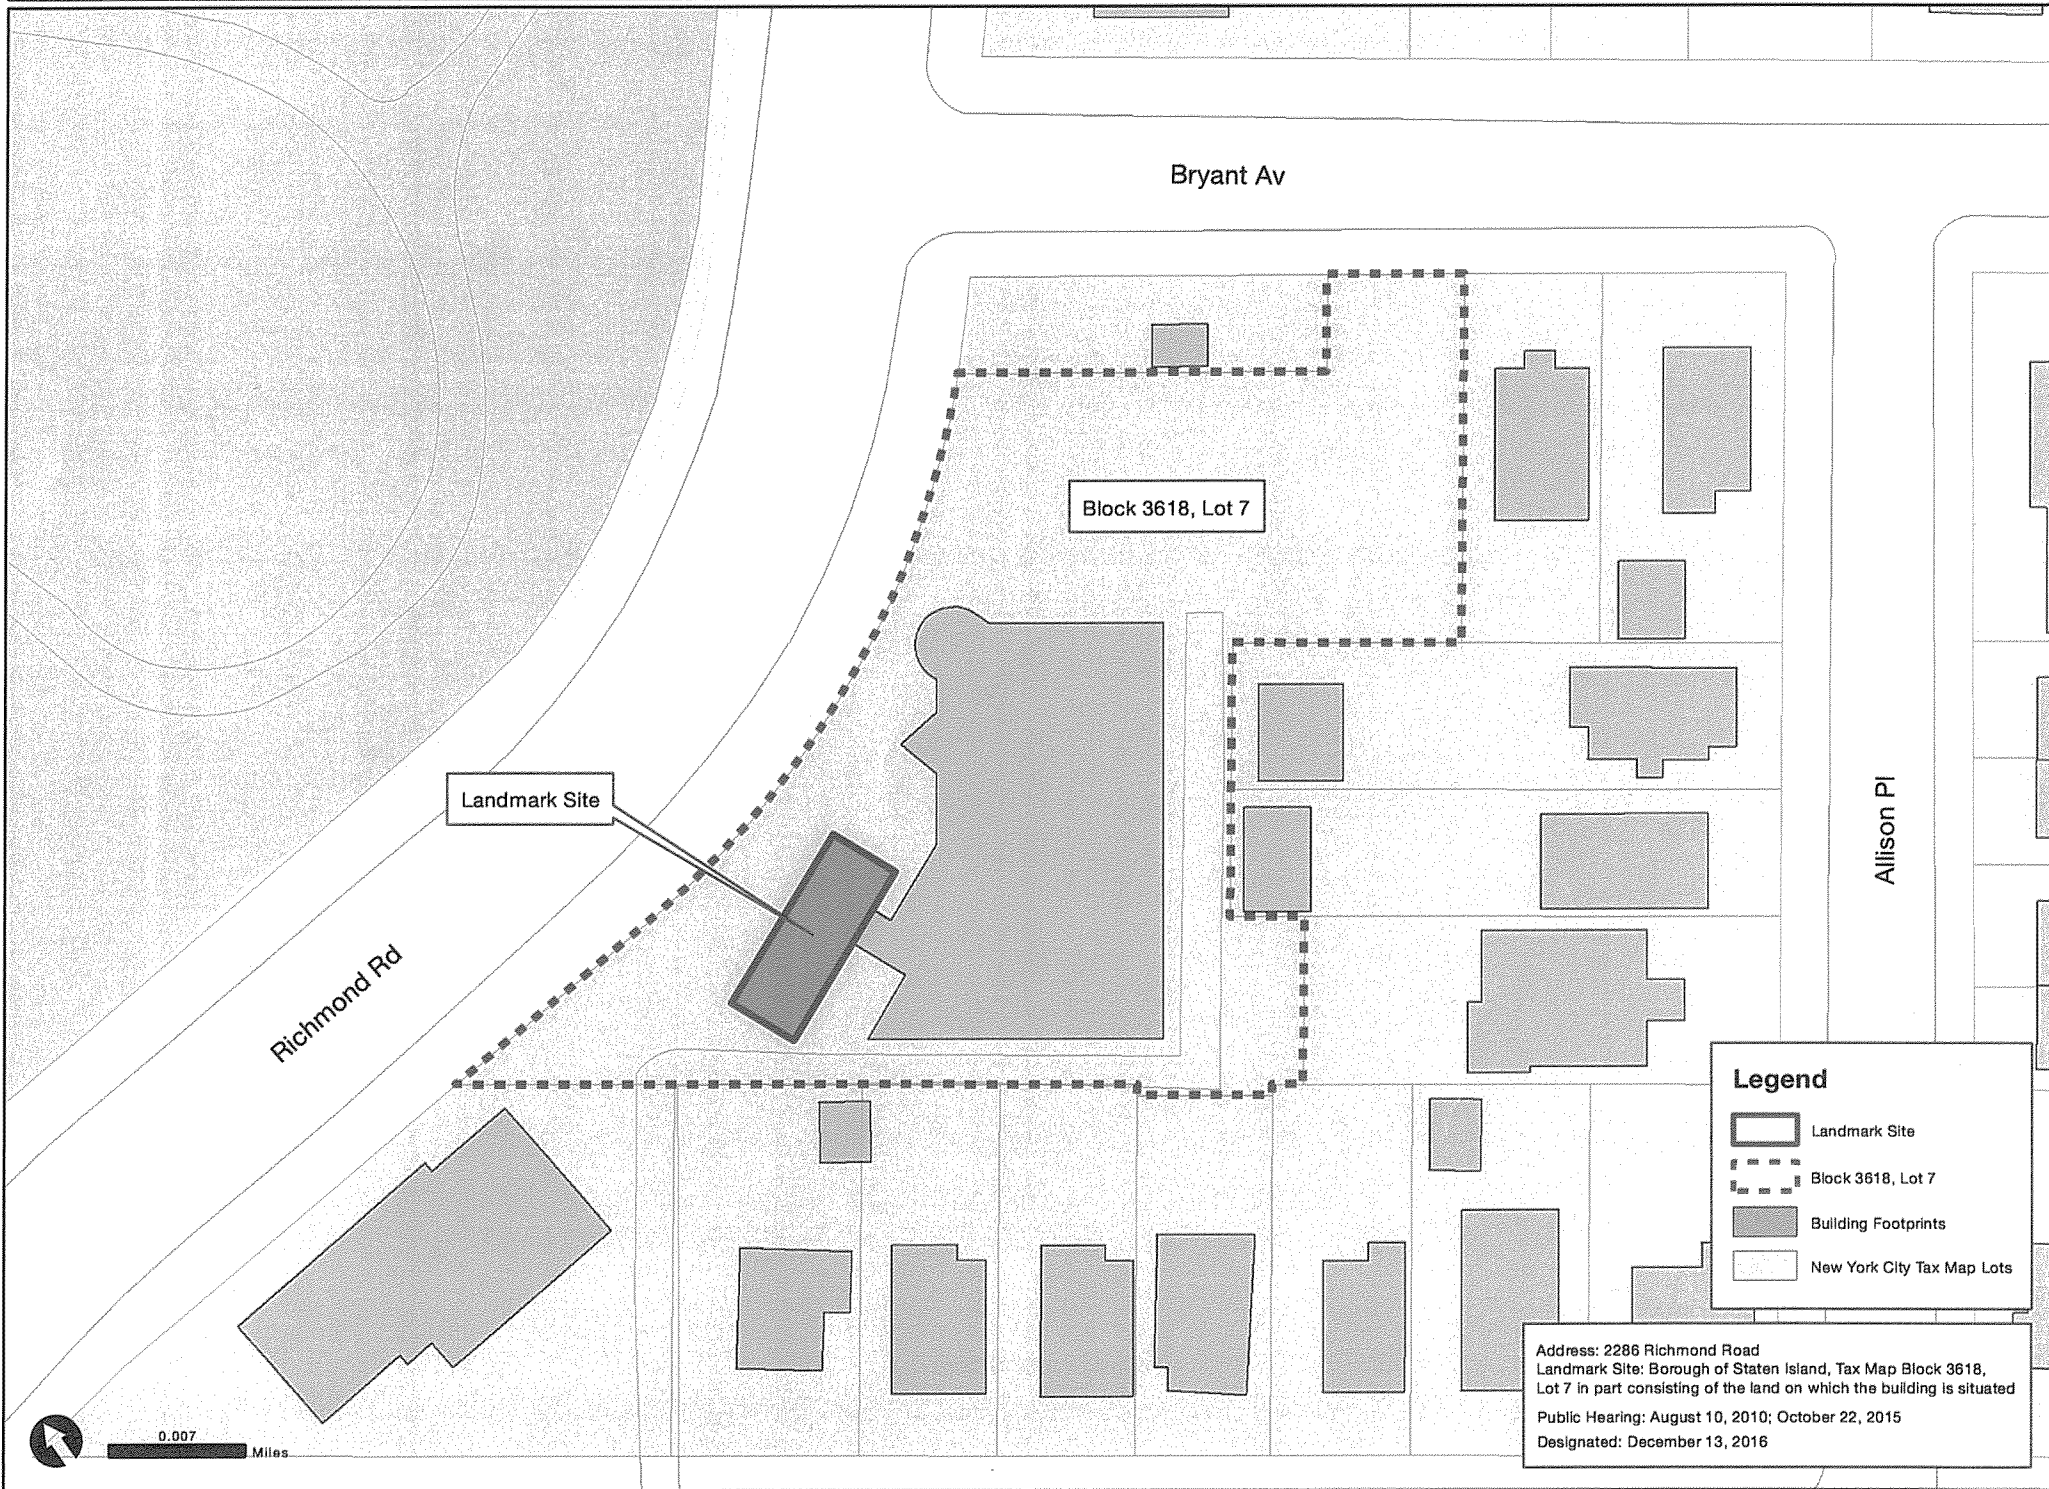 Bryant Av
Block 3618, Lot 7
Landmark Site
Allison Pl
Richmond Rd
Legend
Landmark Site
Block 3618, Lot 7
Building Footprints
New York City Tax Map Lots
Address: 2286 Richmond Road
Landmark Site: Borough of Staten Island, Tax Map Block 3618,
Lot 7 in part consisting of the land on which the building is situated
Public Hearing: August 10, 2010; October 22, 2015
Designated: December 13, 2016
0.007
Miles